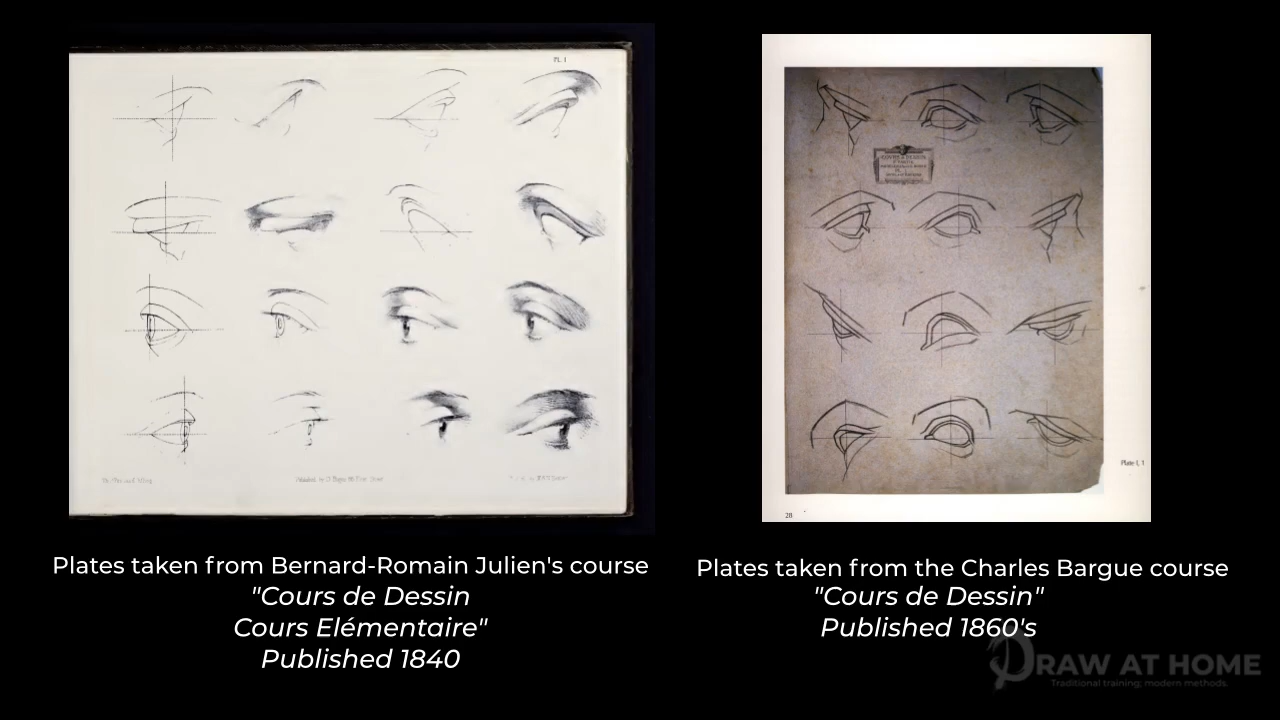 PL. 1
Plate I, 1
28
Plates taken from Bernard-Romain Julien's course
"Cours de Dessin
Cours Elémentaire"
Published 1840
Plates taken from the Charles Bargue course
"Cours de Dessin"
Published 1860's
DRAW AT HOME
Traditional training; modern methods.